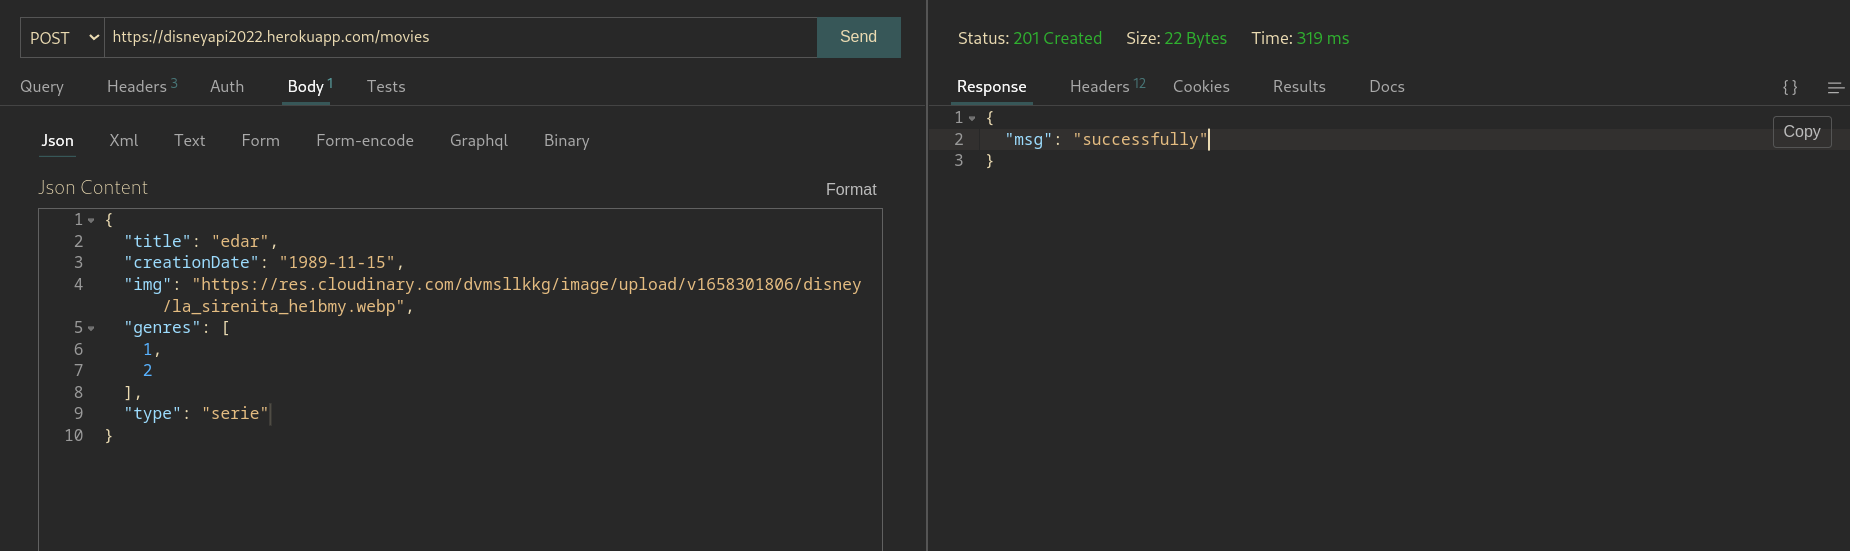 POST https://disneyapi2022.herokuapp.com/movies Send
Query Headers 3 Auth Body 1 Tests
Json Xml Text Form Form-encode Graphql Binary
Json Content Format
1 {
2 "title": "edar",
3 "creationDate": "1989-11-15",
4 "img": "https://res.cloudinary.com/dvmsllkkg/image/upload/v1658301806/disney
/la_sirenita_he1bmy.webp",
5 "genres": [
6 1,
7 2
8 ],
9 "type": "serie"
10 }
Status: 201 Created Size: 22 Bytes Time: 319 ms
Response Headers 12 Cookies Results Docs { }
1 {
2 "msg": "successfully"
3 }
Copy